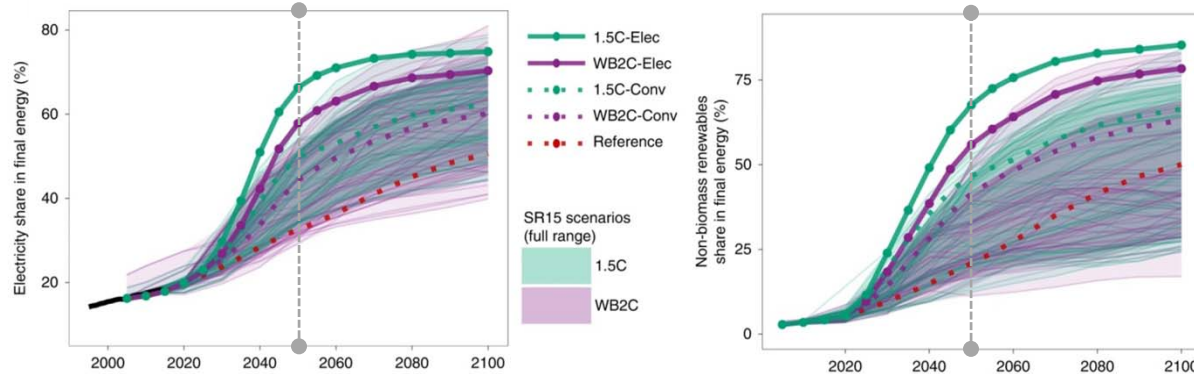 Electricity share in final energy (%)
80
60
40
20
2000
2020
2040
2060
2080
2100
1.5C-Elec
WB2C-Elec
1.5C-Conv
WB2C-Conv
Reference
SR15 scenarios
(full range)
1.5C
WB2C
Non-biomass renewables
share in final energy (%)
75
50
25
0
2020
2040
2060
2080
2100